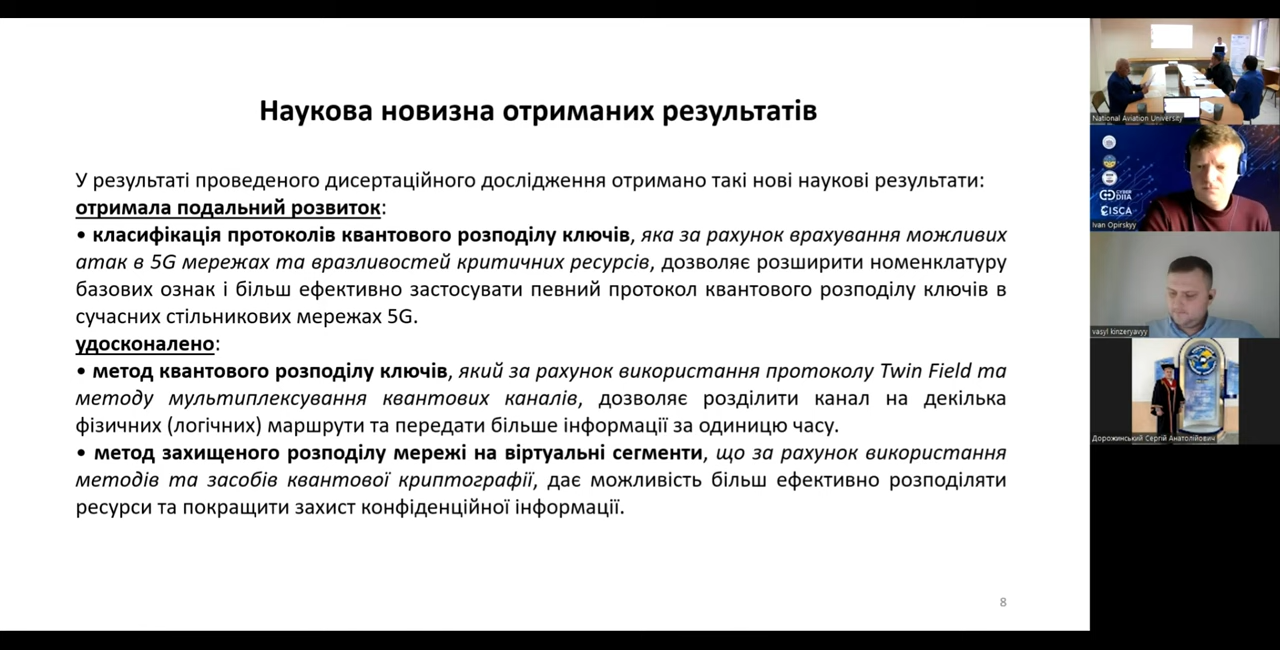 Наукова новизна отриманих результатів
У результаті проведеного дисертаційного дослідження отримано такі нові наукові результати:
отримала подальний розвиток:
• класифікація протоколів квантового розподілу ключів, яка за рахунок врахування можливих
атак в 5G мережах та вразливостей критичних ресурсів, дозволяє розширити номенклатуру
базових ознак і більш ефективно застосувати певний протокол квантового розподілу ключів в
сучасних стільникових мережах 5G.
удосконалено:
• метод квантового розподілу ключів, який за рахунок використання протоколу Twin Field та
методу мультиплексування квантових каналів, дозволяє розділити канал на декілька
фізичних (логічних) маршрути та передати більше інформації за одиницю часу.
• метод захищеного розподілу мережі на віртуальні сегменти, що за рахунок використання
методів та засобів квантової криптографії, дає можливість більш ефективно розподіляти
ресурси та покращити захист конфіденційної інформації.
8
National Aviation University
CYBER
DIIA
CISCA
Ivan Opirskyy
vasyl kinzeryavyy
Дорожинський Сергій Анатолійович